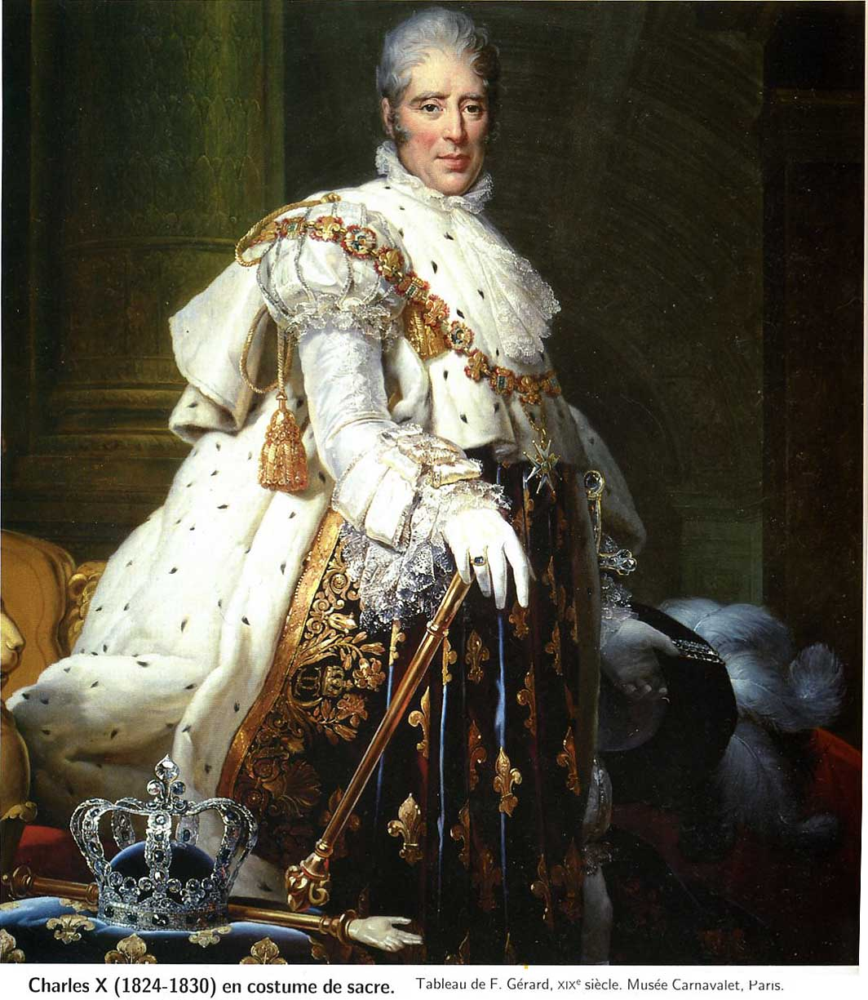 Charles X (1824-1830) en costume de sacre. Tableau de F. Gérard, XIXe siècle. Musée Carnavalet, Paris.